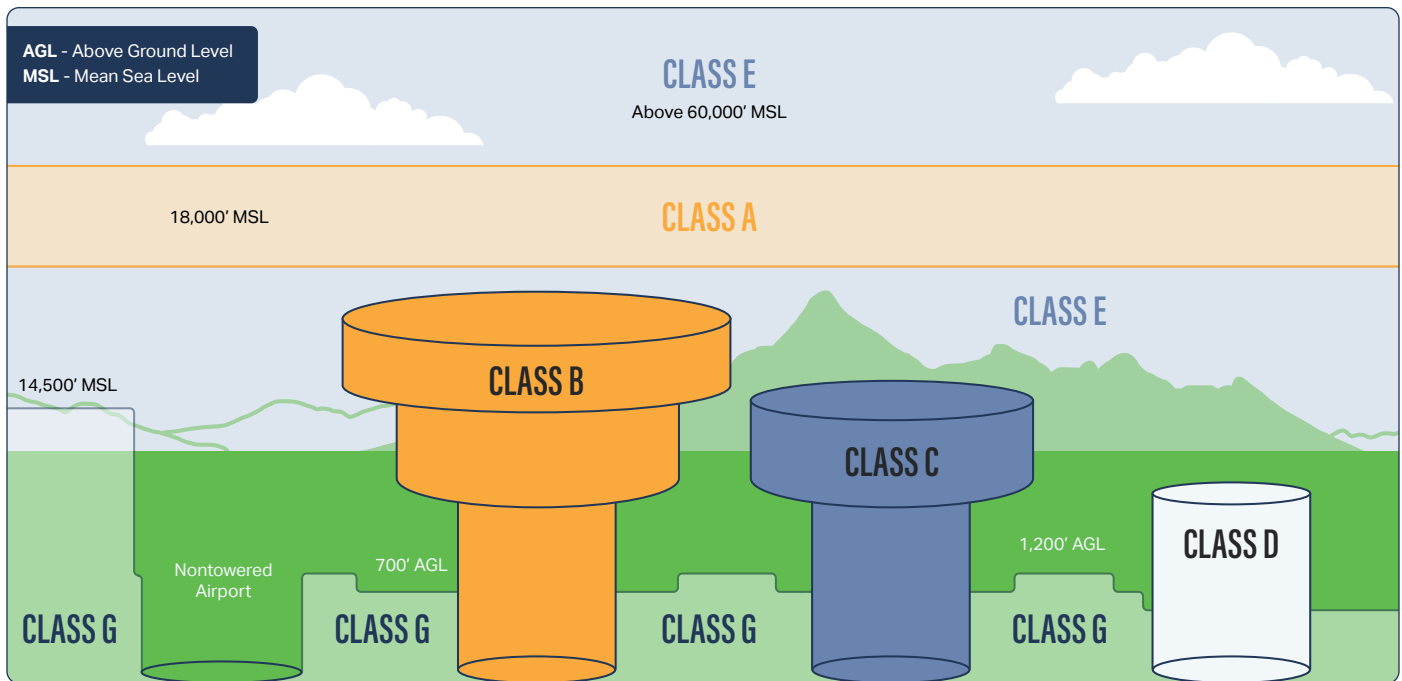 AGL - Above Ground Level
MSL - Mean Sea Level
CLASS E
Above 60,000’ MSL
18,000’ MSL
CLASS A
CLASS E
14,500’ MSL
CLASS B
CLASS C
CLASS D
1,200’ AGL
700’ AGL
Nontowered
Airport
CLASS G
CLASS G
CLASS G
CLASS G